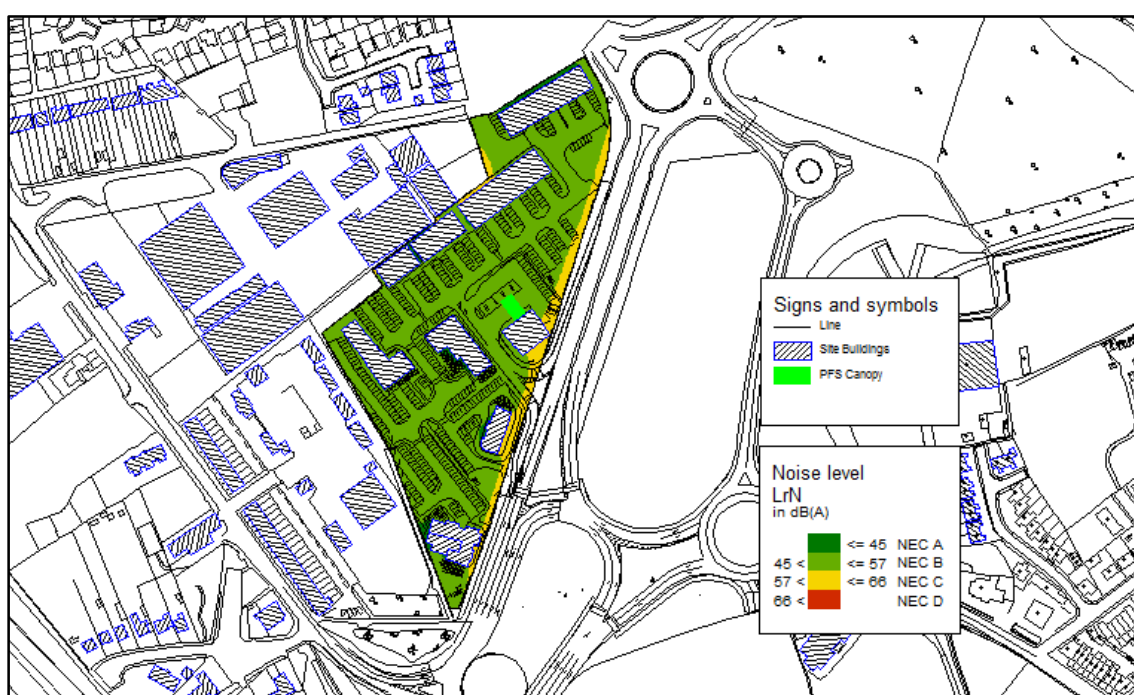 Signs and symbols
Line
Site Buildings
PFS Canopy
Noise level
LrN
in dB(A)
<= 45 NEC A
45 < <= 57 NEC B
57 < <= 66 NEC C
66 < NEC D